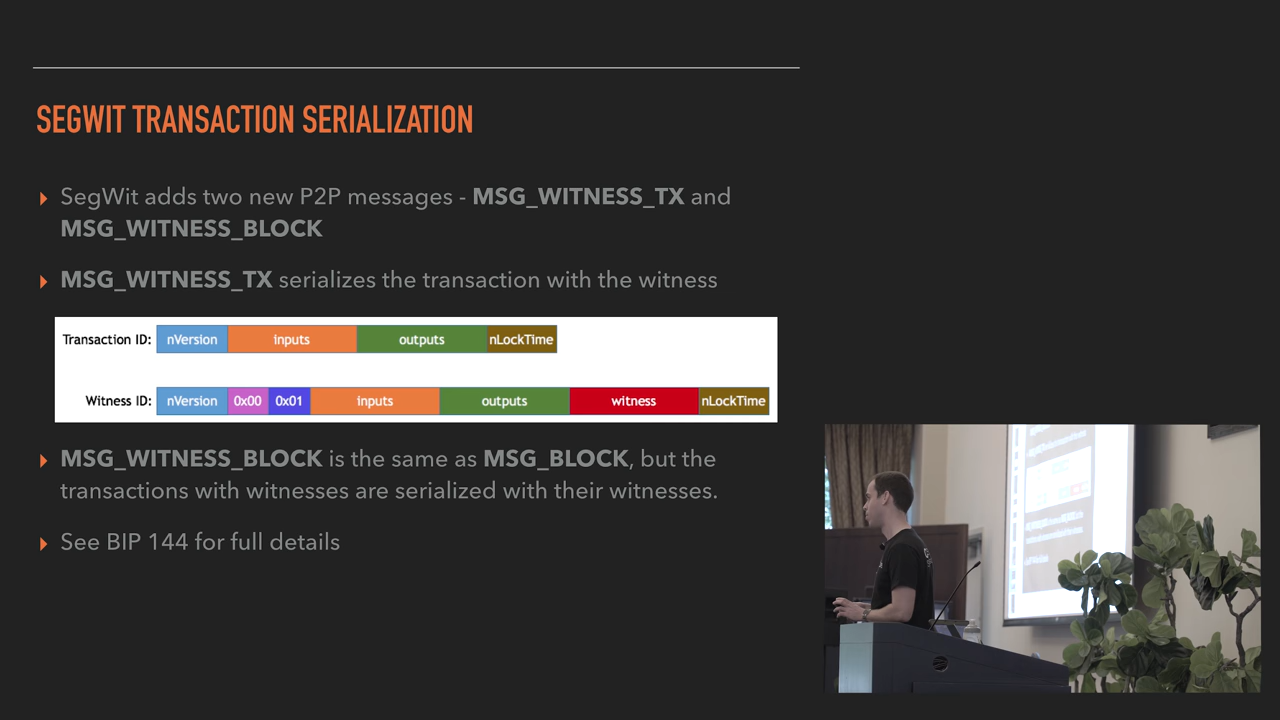 SEGWIT TRANSACTION SERIALIZATION
SegWit adds two new P2P messages - MSG_WITNESS_TX and
MSG_WITNESS_BLOCK
MSG_WITNESS_TX serializes the transaction with the witness
Transaction ID: nVersion inputs outputs nLockTime
Witness ID: nVersion 0x00 0x01 inputs outputs witness nLockTime
MSG_WITNESS_BLOCK is the same as MSG_BLOCK, but the
transactions with witnesses are serialized with their witnesses.
See BIP 144 for full details